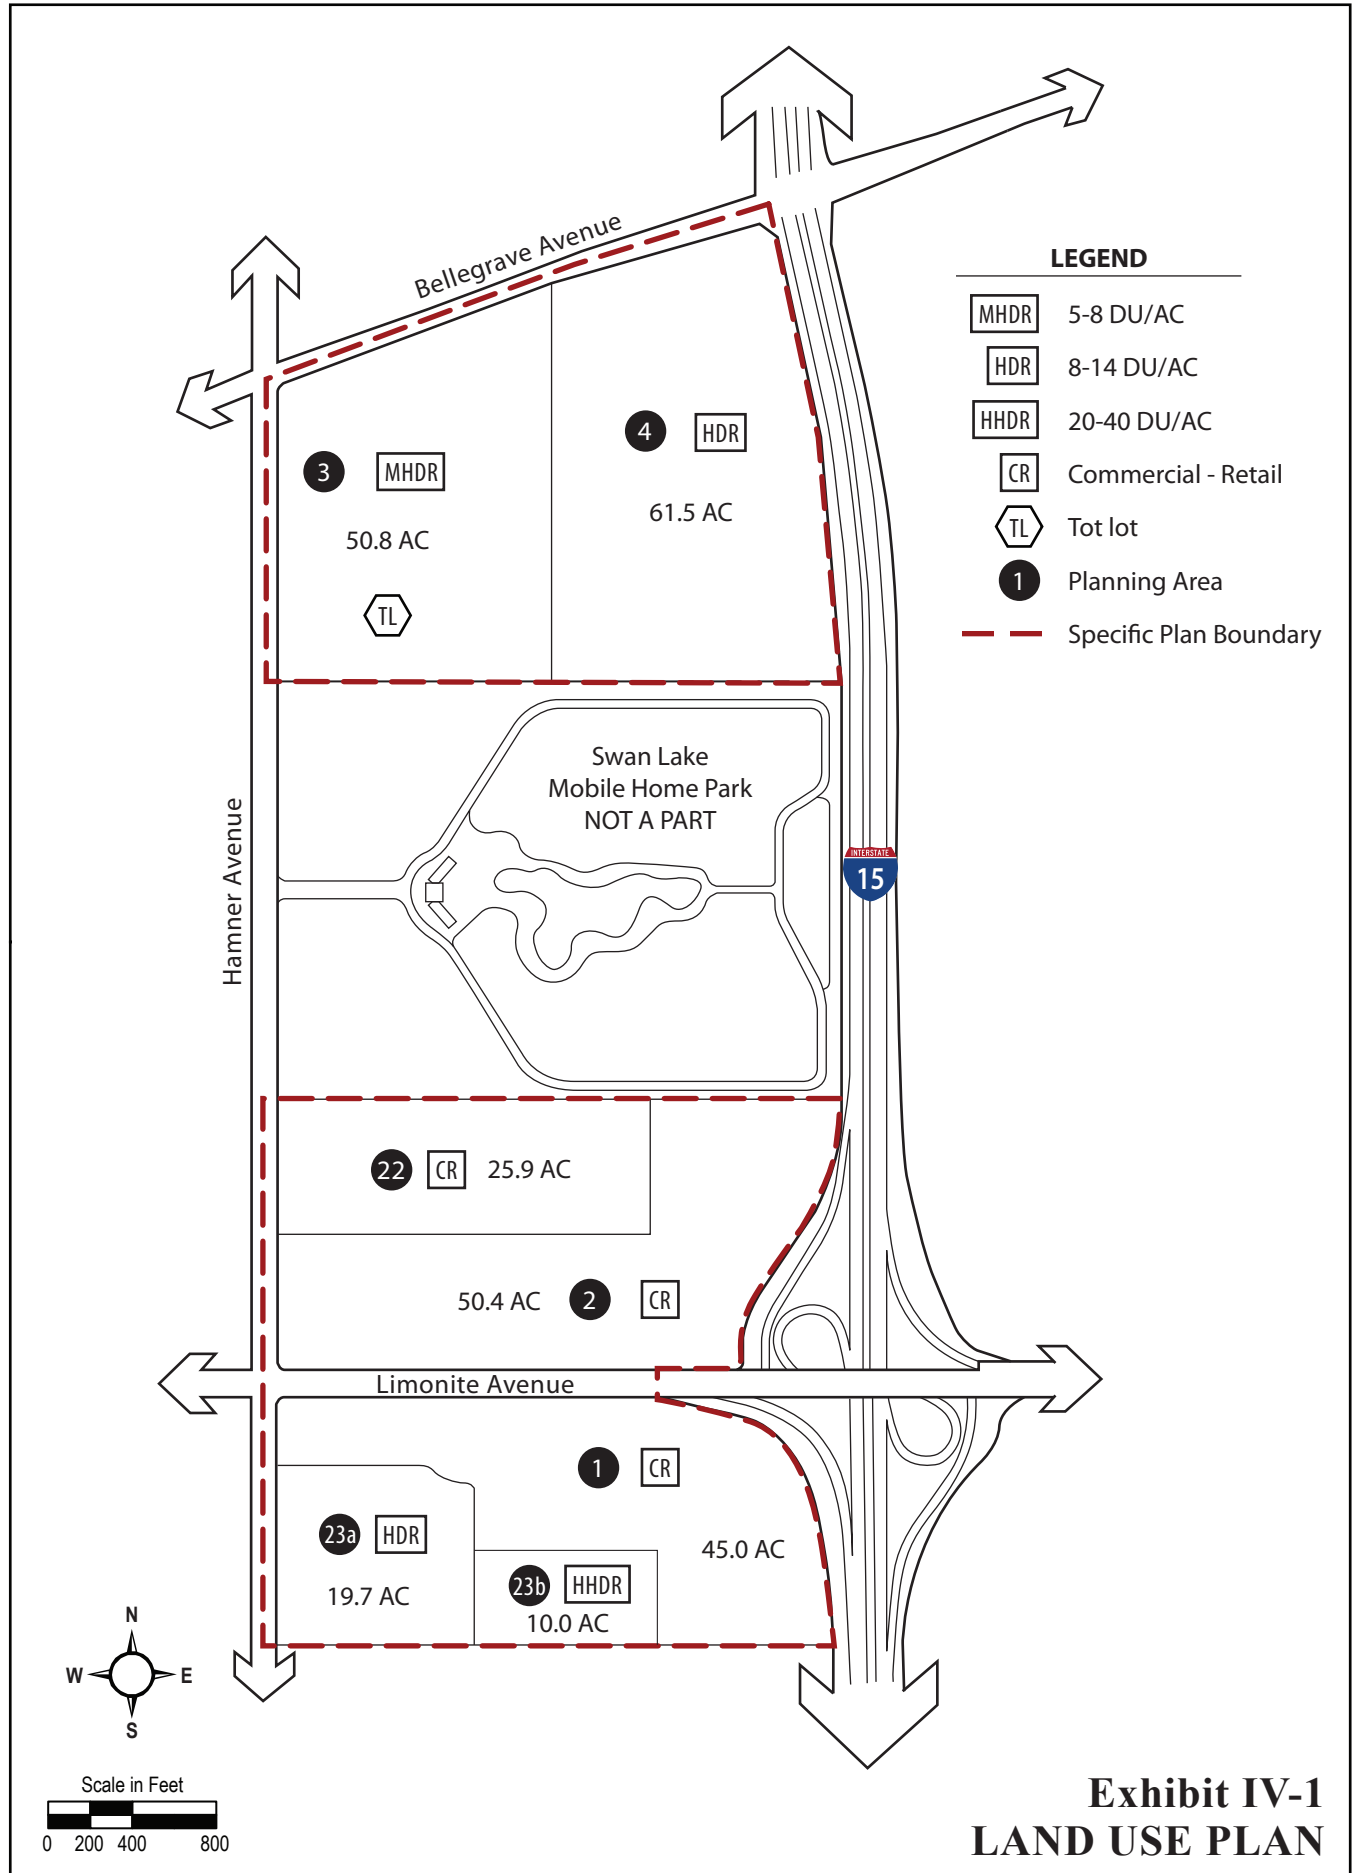 Bellegrave Avenue
LEGEND
MHDR 5-8 DU/AC
HDR 8-14 DU/AC
HHDR 20-40 DU/AC
CR Commercial - Retail
TL Tot lot
1 Planning Area
Specific Plan Boundary
4 HDR
61.5 AC
3 MHDR
50.8 AC
TL
Swan Lake
Mobile Home Park
NOT A PART
Hamner Avenue
INTERSTATE
15
22 CR 25.9 AC
50.4 AC 2 CR
Limonite Avenue
1 CR
45.0 AC
23a HDR
19.7 AC
23b HHDR
10.0 AC
N
W E
S
Scale in Feet
0 200 400 800
Exhibit IV-1
LAND USE PLAN